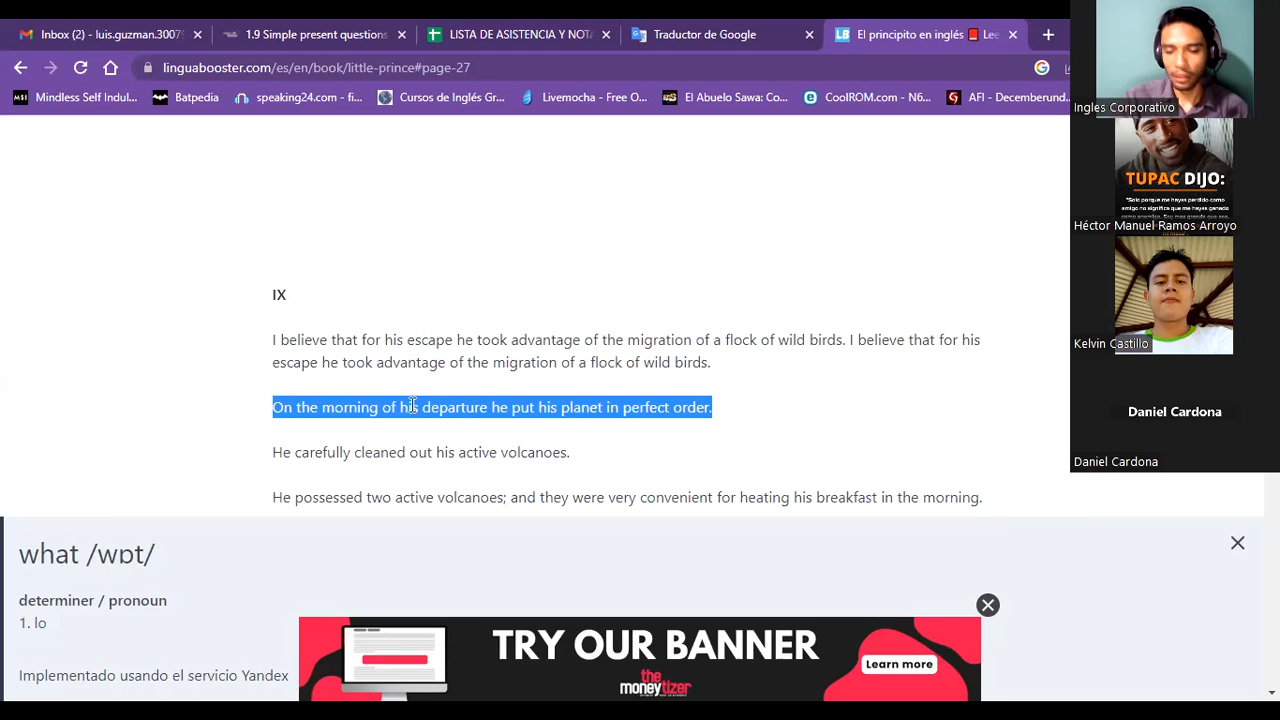 Inbox (2) - luis.guzman.3007
1.9 Simple present questions
LISTA DE ASISTENCIA Y NOTA
Traductor de Google
LB El principito en inglés
linguabooster.com/es/en/book/little-prince#page-27
Mindless Self Indul...
Batpedia
speaking24.com - fi...
Cursos de Inglés Gr...
Livemocha - Free O...
El Abuelo Sawa: Co...
CoolROM.com - N6...
AFI - Decemberund...
Ingles Corporativo
TUPAC DIJO:
Héctor Manuel Ramos Arroyo
Kelvin Castillo
Daniel Cardona
Daniel Cardona
IX
I believe that for his escape he took advantage of the migration of a flock of wild birds. I believe that for his
escape he took advantage of the migration of a flock of wild birds.
On the morning of his departure he put his planet in perfect order.
He carefully cleaned out his active volcanoes.
He possessed two active volcanoes; and they were very convenient for heating his breakfast in the morning.
what /wɒt/
determiner / pronoun
1. lo
Implementado usando el servicio Yandex
TRY OUR BANNER
the
moneytizer
Learn more